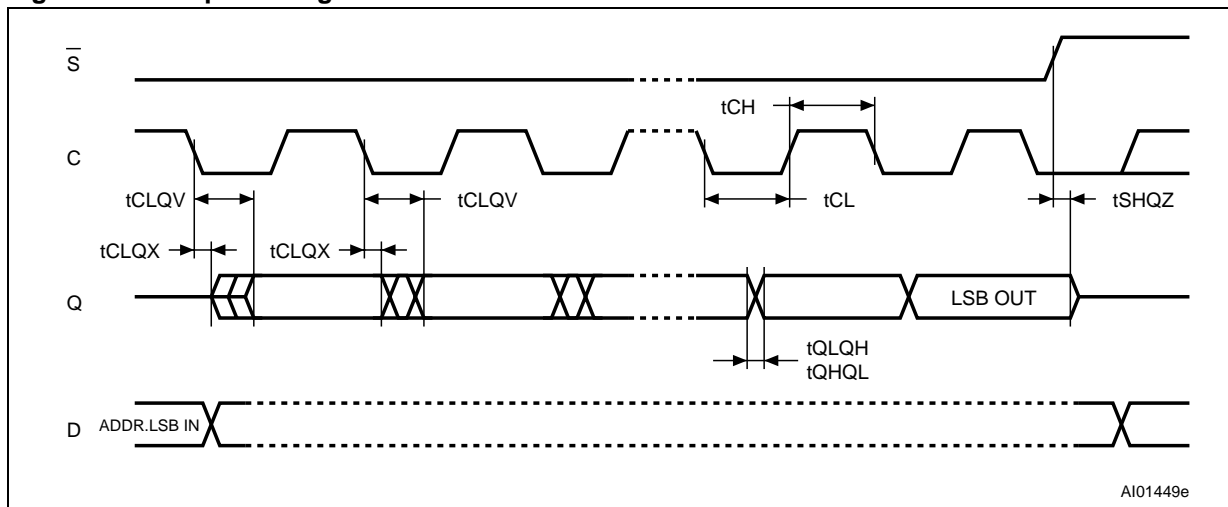 S
tCH
C
tCLQV
tCLQV
tCL
tSHQZ
tCLQX
tCLQX
Q
LSB OUT
tQLQH
tQHQL
D
ADDR.LSB IN
AI01449e